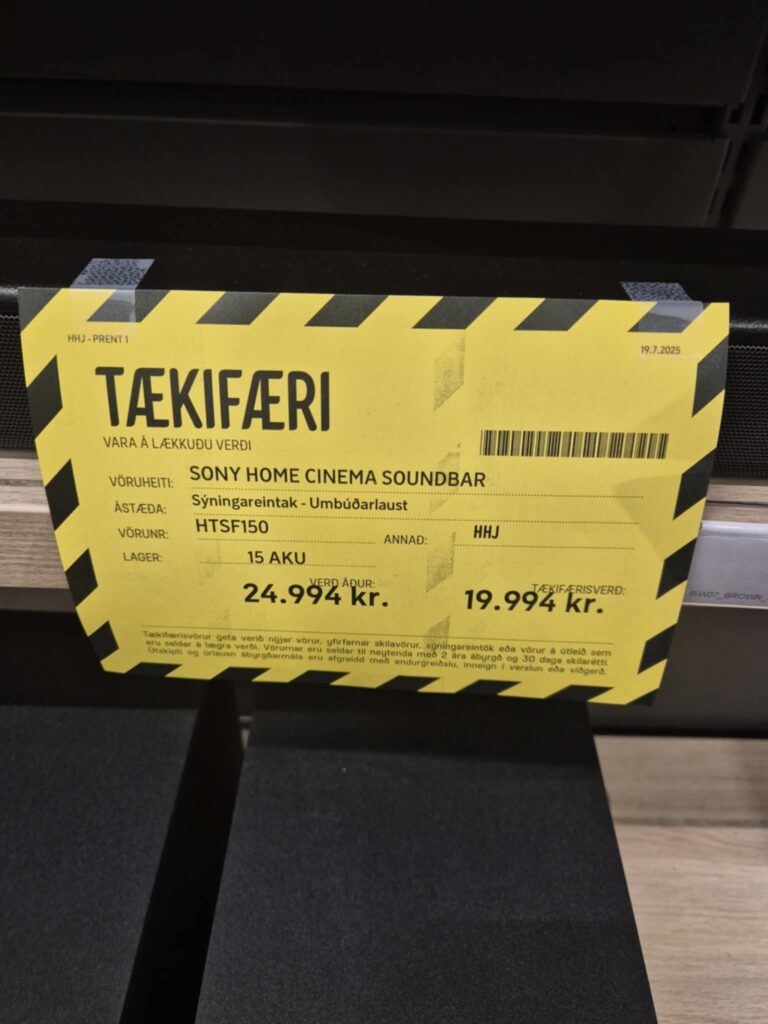 HHJ - PRENT 1
19.7.2025
TÆKIFÆRI
VARA Á LÆKKUÐU VERÐI
VÖRUHEITI: SONY HOME CINEMA SOUNDBAR
ÁSTÆÐA: Sýningareintak - Umbúðarlaust
VÖRUNR: HTSF150 ANNAÐ: HHJ
LAGER: 15 AKU
VERÐ ÁÐUR: TÆKIFÆRISVERÐ:
24.994 kr. 19.994 kr.
Tækifærisvörur geta verið nýjar vörur, yfirfarnar skilavörur, sýningareintök eða vörur á útleið sem
eru seldar á lægra verði. Vörurnar eru seldar til neytenda með 2 ára ábyrgð og 30 daga skilarétti.
Útskipti og úrlausn ábyrgðarmála eru afgreidd með endurgreiðslu, inneign í verslun eða viðgerð.